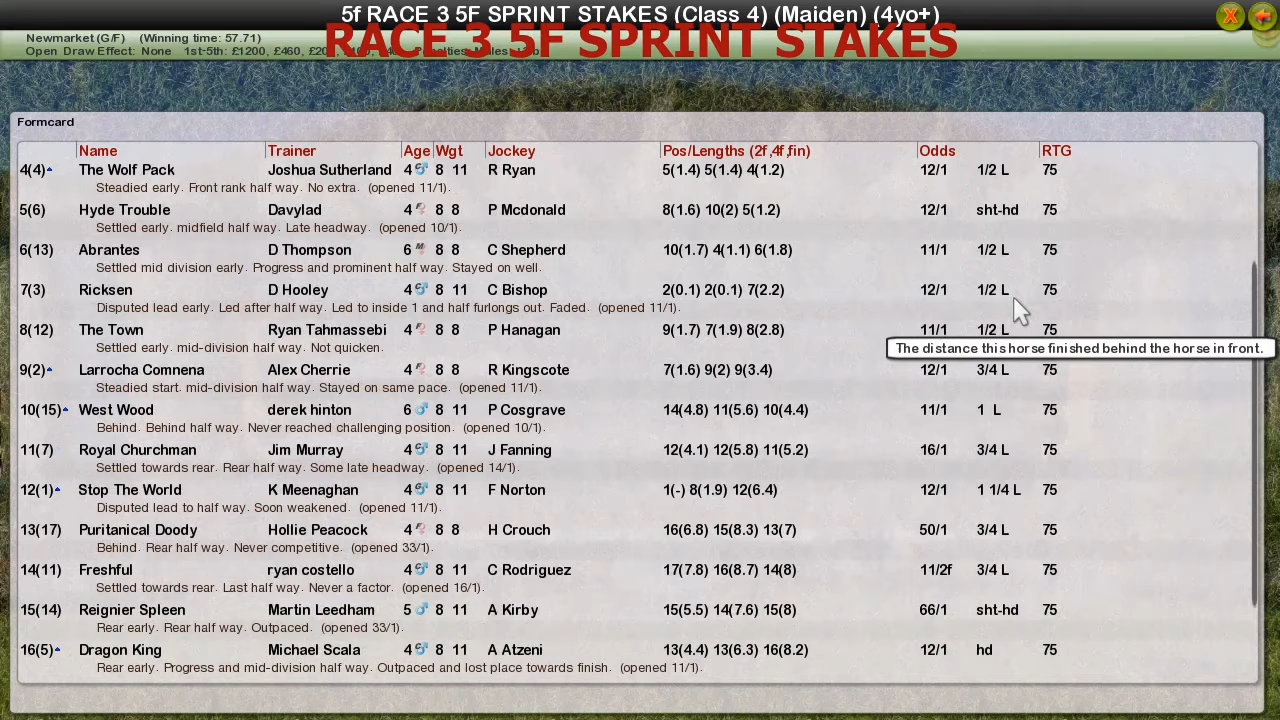 5f RACE 3 5F SPRINT STAKES (Class 4) (Maiden) (4yo+)
RACE 3 5F SPRINT STAKES
Newmarket (G/F) (Winning time: 57.71)
Open Draw Effect: None 1st-5th: £1200, £460,
Formcard
Name Trainer Age Wgt Jockey Pos/Lengths (2f,4f,fin) Odds RTG
4(4) The Wolf Pack Joshua Sutherland 4 8 11 R Ryan 5(1.4) 5(1.4) 4(1.2) 12/1 1/2 L 75
Steadied early. Front rank half way. No extra. (opened 11/1).
5(6) Hyde Trouble Davylad 4 8 8 P Mcdonald 8(1.6) 10(2) 5(1.2) 12/1 sht-hd 75
Settled early. midfield half way. Late headway. (opened 10/1).
6(13) Abrantes D Thompson 6 8 8 C Shepherd 10(1.7) 4(1.1) 6(1.8) 11/1 1/2 L 75
Settled mid division early. Progress and prominent half way. Stayed on well.
7(3) Ricksen D Hooley 4 8 11 C Bishop 2(0.1) 2(0.1) 7(2.2) 12/1 1/2 L 75
Disputed lead early. Led after half way. Led to inside 1 and half furlongs out. Faded. (opened 11/1).
8(12) The Town Ryan Tahmassebi 4 8 8 P Hanagan 9(1.7) 7(1.9) 8(2.8) 11/1 1/2 L 75
Settled early. mid-division half way. Not quicken.
The distance this horse finished behind the horse in front.
9(2) Larrocha Comnena Alex Cherrie 4 8 8 R Kingscote 7(1.6) 9(2) 9(3.4) 12/1 3/4 L 75
Steadied start. mid-division half way. Stayed on same pace. (opened 11/1).
10(15) West Wood derek hinton 6 8 11 P Cosgrave 14(4.8) 11(5.6) 10(4.4) 11/1 1 L 75
Behind. Behind half way. Never reached challenging position. (opened 10/1).
11(7) Royal Churchman Jim Murray 4 8 11 J Fanning 12(4.1) 12(5.8) 11(5.2) 16/1 3/4 L 75
Settled towards rear. Rear half way. Some late headway. (opened 14/1).
12(1) Stop The World K Meenaghan 4 8 11 F Norton 1(-) 8(1.9) 12(6.4) 12/1 1 1/4 L 75
Disputed lead to half way. Soon weakened. (opened 11/1).
13(17) Puritanical Doody Hollie Peacock 4 8 8 H Crouch 16(6.8) 15(8.3) 13(7) 50/1 3/4 L 75
Behind. Rear half way. Never competitive. (opened 33/1).
14(11) Freshful ryan costello 4 8 11 C Rodriguez 17(7.8) 16(8.7) 14(8) 11/2f 3/4 L 75
Settled towards rear. Last half way. Never a factor. (opened 16/1).
15(14) Reignier Spleen Martin Leedham 5 8 11 A Kirby 15(5.5) 14(7.6) 15(8) 66/1 sht-hd 75
Rear early. Rear half way. Outpaced. (opened 33/1).
16(5) Dragon King Michael Scala 4 8 11 A Atzeni 13(4.4) 13(6.3) 16(8.2) 12/1 hd 75
Rear early. Progress and mid-division half way. Outpaced and lost place towards finish. (opened 11/1).